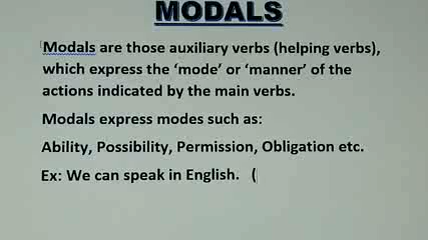 MODALS
Modals are those auxiliary verbs (helping verbs),
which express the ‘mode’ or ‘manner’ of the
actions indicated by the main verbs.
Modals express modes such as:
Ability, Possibility, Permission, Obligation etc.
Ex: We can speak in English. (